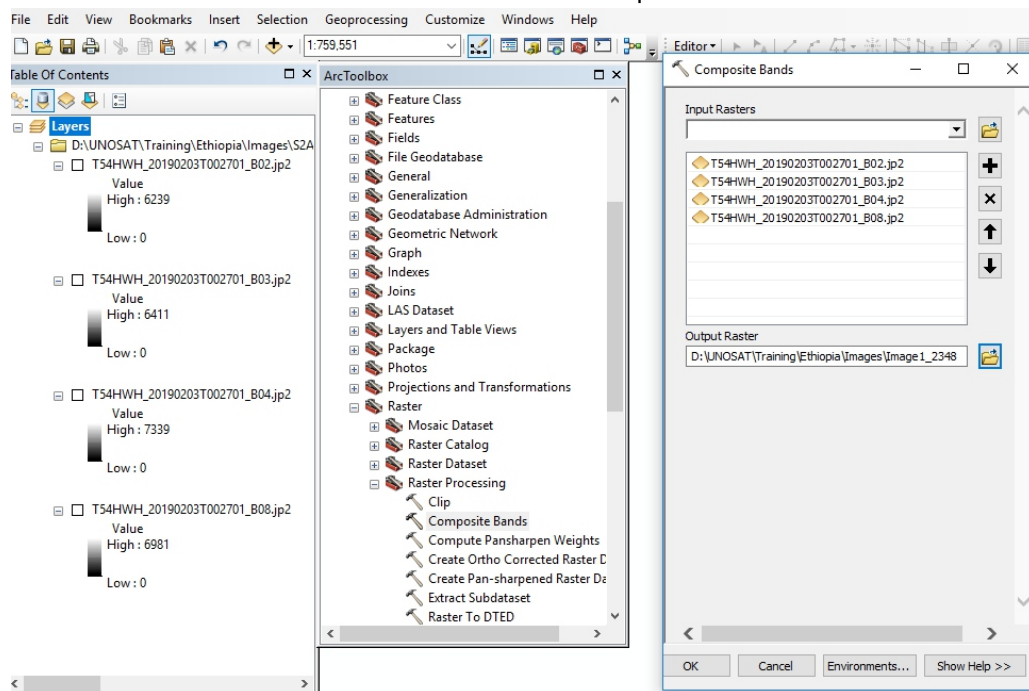 File Edit View Bookmarks Insert Selection Geoprocessing Customize Windows Help
1:759,551
Editor
Table Of Contents
Layers
D:\UNOSAT\Training\Ethiopia\Images\S2A
T54HWH_20190203T002701_B02.jp2
Value
High : 6239
Low : 0
T54HWH_20190203T002701_B03.jp2
Value
High : 6411
Low : 0
T54HWH_20190203T002701_B04.jp2
Value
High : 7339
Low : 0
T54HWH_20190203T002701_B08.jp2
Value
High : 6981
Low : 0
ArcToolbox
Feature Class
Features
Fields
File Geodatabase
General
Generalization
Geodatabase Administration
Geometric Network
Graph
Indexes
Joins
LAS Dataset
Layers and Table Views
Package
Photos
Projections and Transformations
Raster
Mosaic Dataset
Raster Catalog
Raster Dataset
Raster Processing
Clip
Composite Bands
Compute Pansharpen Weights
Create Ortho Corrected Raster D
Create Pan-sharpened Raster Da
Extract Subdataset
Raster To DTED
Composite Bands
Input Rasters
T54HWH_20190203T002701_B02.jp2
T54HWH_20190203T002701_B03.jp2
T54HWH_20190203T002701_B04.jp2
T54HWH_20190203T002701_B08.jp2
Output Raster
D:\UNOSAT\Training\Ethiopia\Images\Image1_2348
OK Cancel Environments... Show Help >>